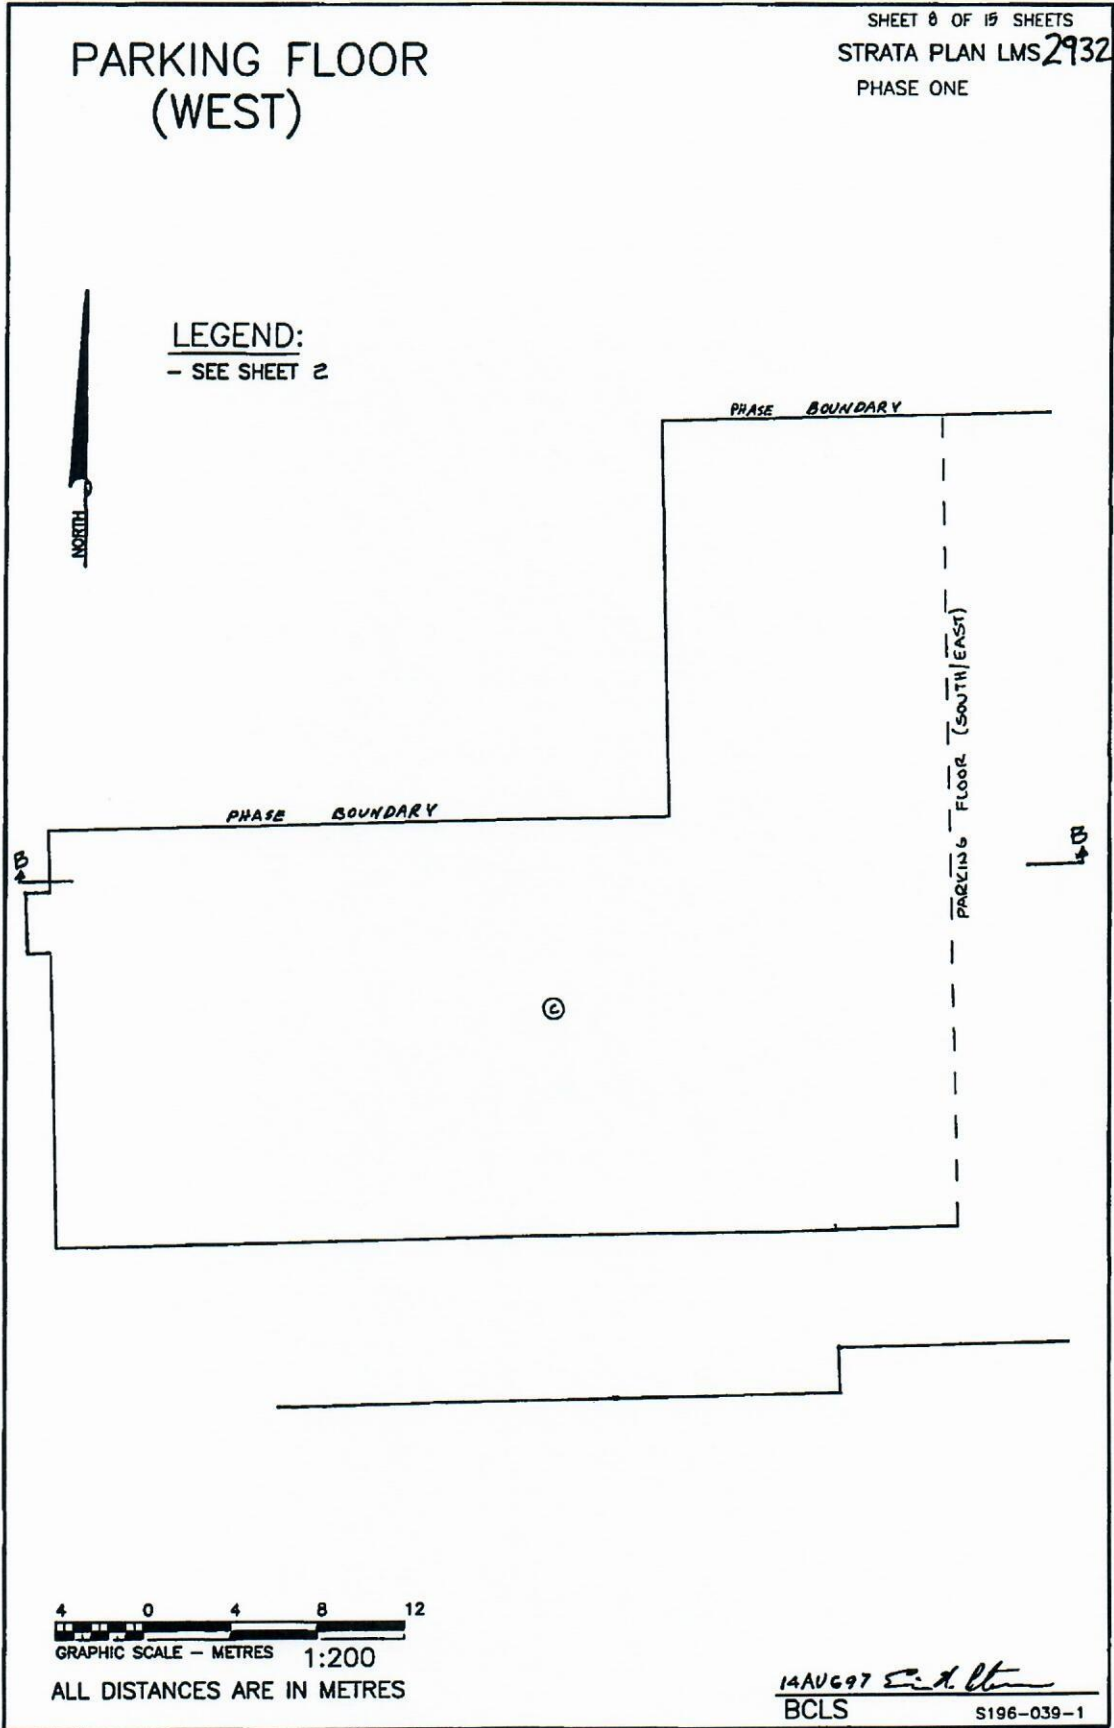 SHEET 8 OF 15 SHEETS
STRATA PLAN LMS 2932
PHASE ONE
PARKING FLOOR
(WEST)
LEGEND:
- SEE SHEET 2
NORTH
PHASE BOUNDARY
PARKING FLOOR (SOUTH/EAST)
PHASE BOUNDARY
B
B
C
4 0 4 8 12
GRAPHIC SCALE - METRES 1:200
ALL DISTANCES ARE IN METRES
14AUG97
BCLS
S196-039-1